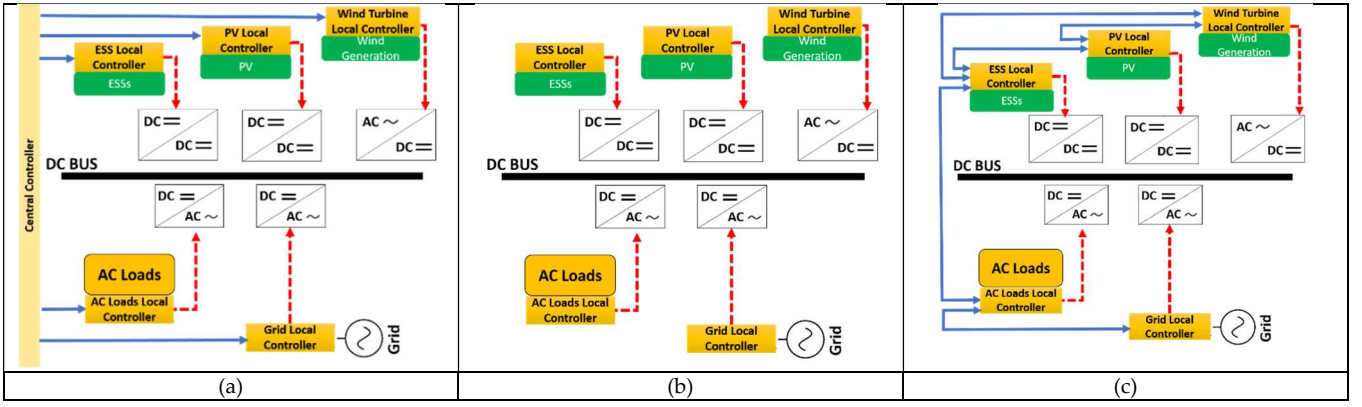 Central Controller
Wind Turbine
Local Controller
Wind
Generation
PV Local
Controller
PV
ESS Local
Controller
ESSs
DC
DC
DC
DC
AC
DC
DC BUS
DC
AC
DC
AC
AC Loads
AC Loads Local
Controller
Grid Local
Controller
Grid
(a)
Wind Turbine
Local Controller
Wind
Generation
PV Local
Controller
PV
ESS Local
Controller
ESSs
DC
DC
DC
DC
AC
DC
DC BUS
DC
AC
DC
AC
AC Loads
AC Loads Local
Controller
Grid Local
Controller
Grid
(b)
Wind Turbine
Local Controller
Wind
Generation
PV Local
Controller
PV
ESS Local
Controller
ESSs
DC
DC
DC
DC
AC
DC
DC BUS
DC
AC
DC
AC
AC Loads
AC Loads Local
Controller
Grid Local
Controller
Grid
(c)